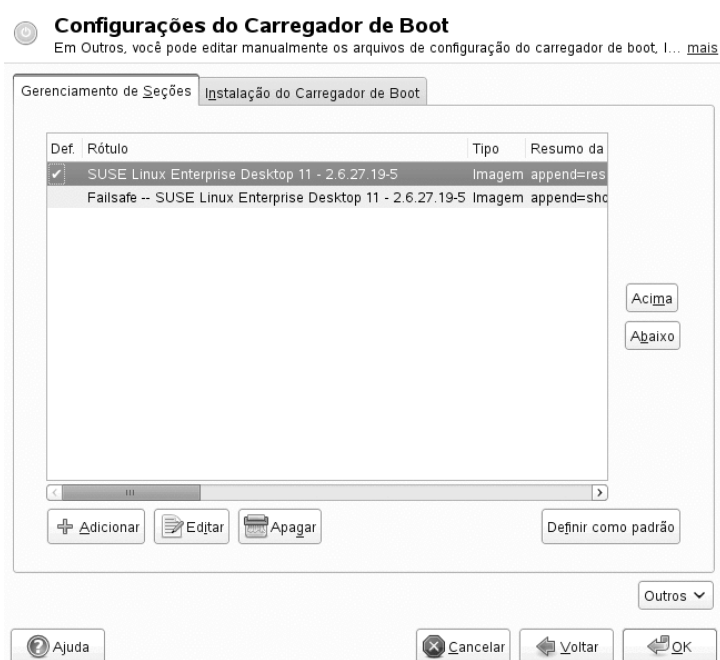 Configurações do Carregador de Boot
Em Outros, você pode editar manualmente os arquivos de configuração do carregador de boot, l... mais
Gerenciamento de Seções Instalação do Carregador de Boot
Def. Rótulo Tipo Resumo da
SUSE Linux Enterprise Desktop 11 - 2.6.27.19-5 Imagem append=res
Failsafe -- SUSE Linux Enterprise Desktop 11 - 2.6.27.19-5 Imagem append=sho
Acima
Abaixo
Adicionar Editar Apagar Definir como padrão
Outros
Ajuda Cancelar Voltar OK